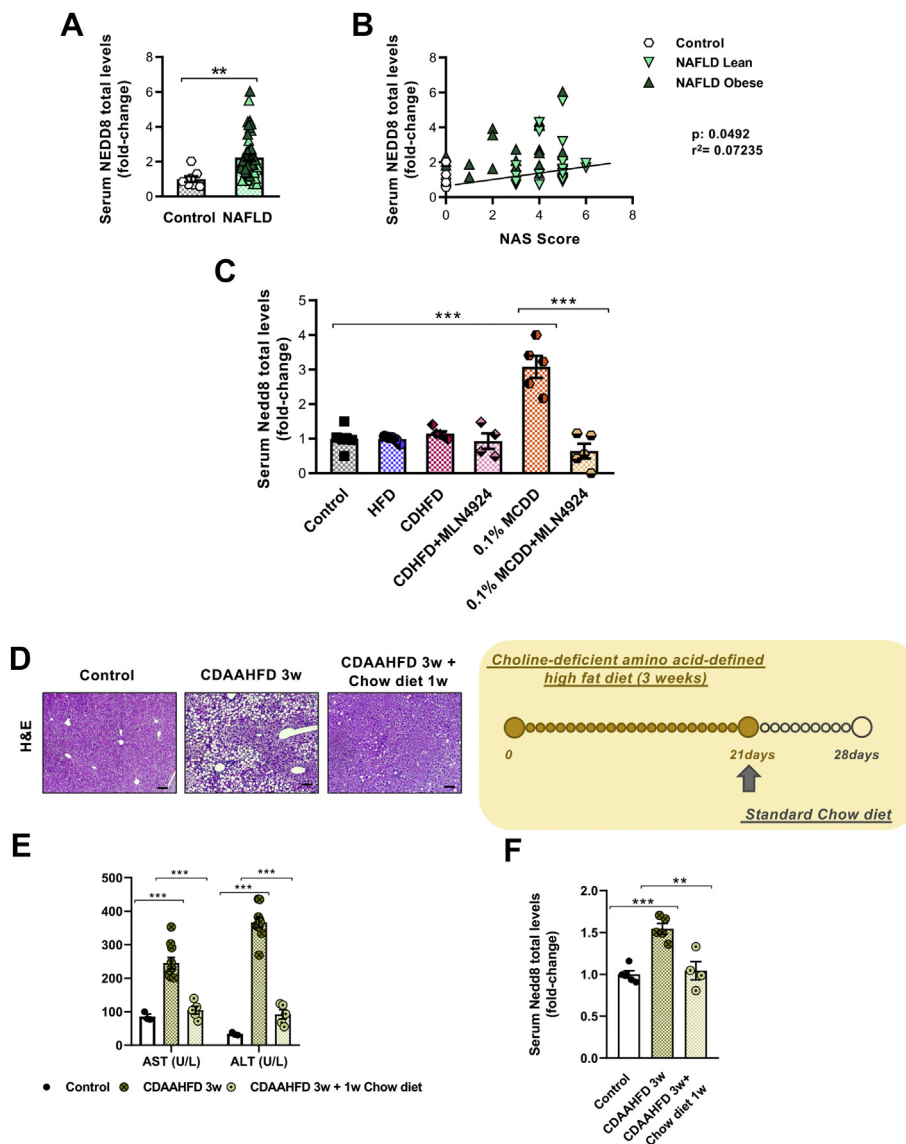 A
Serum NEDD8 total levels
(fold-change)
8
6
4
2
0
**
Control NAFLD
B
Serum NEDD8 total levels
(fold-change)
8
6
4
2
0
0 2 4 6 8
NAS Score
Control
NAFLD Lean
NAFLD Obese
p: 0.0492
r²= 0.07235
C
Serum Nedd8 total levels
(fold-change)
5
4
3
2
1
0
***
***
Control
HFD
CDHFD
CDHFD+MLN4924
0.1% MCDD
0.1% MCDD+MLN4924
D
Control
CDAAHFD 3w
CDAAHFD 3w +
Chow diet 1w
H&E
Choline-deficient amino acid-defined
high fat diet (3 weeks)
0
21days
28days
Standard Chow diet
E
500
400
300
200
100
0
***
***
***
***
AST (U/L) ALT (U/L)
Control CDAAHFD 3w CDAAHFD 3w + 1w Chow diet
F
Serum Nedd8 total levels
(fold-change)
2.0
1.5
1.0
0.5
0.0
**
***
Control
CDAAHFD 3w
CDAAHFD 3w+
Chow diet 1w